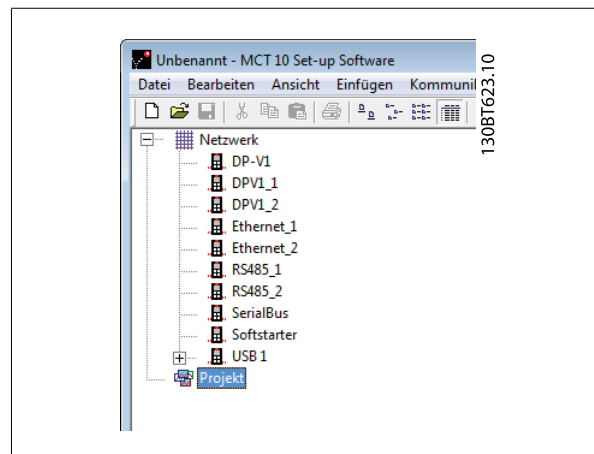 Unbenannt - MCT 10 Set-up Software
Datei Bearbeiten Ansicht Einfügen Kommuni
Netzwerk
DP-V1
DPV1_1
DPV1_2
Ethernet_1
Ethernet_2
RS485_1
RS485_2
SerialBus
Softstarter
USB 1
Projekt
130BT623.10